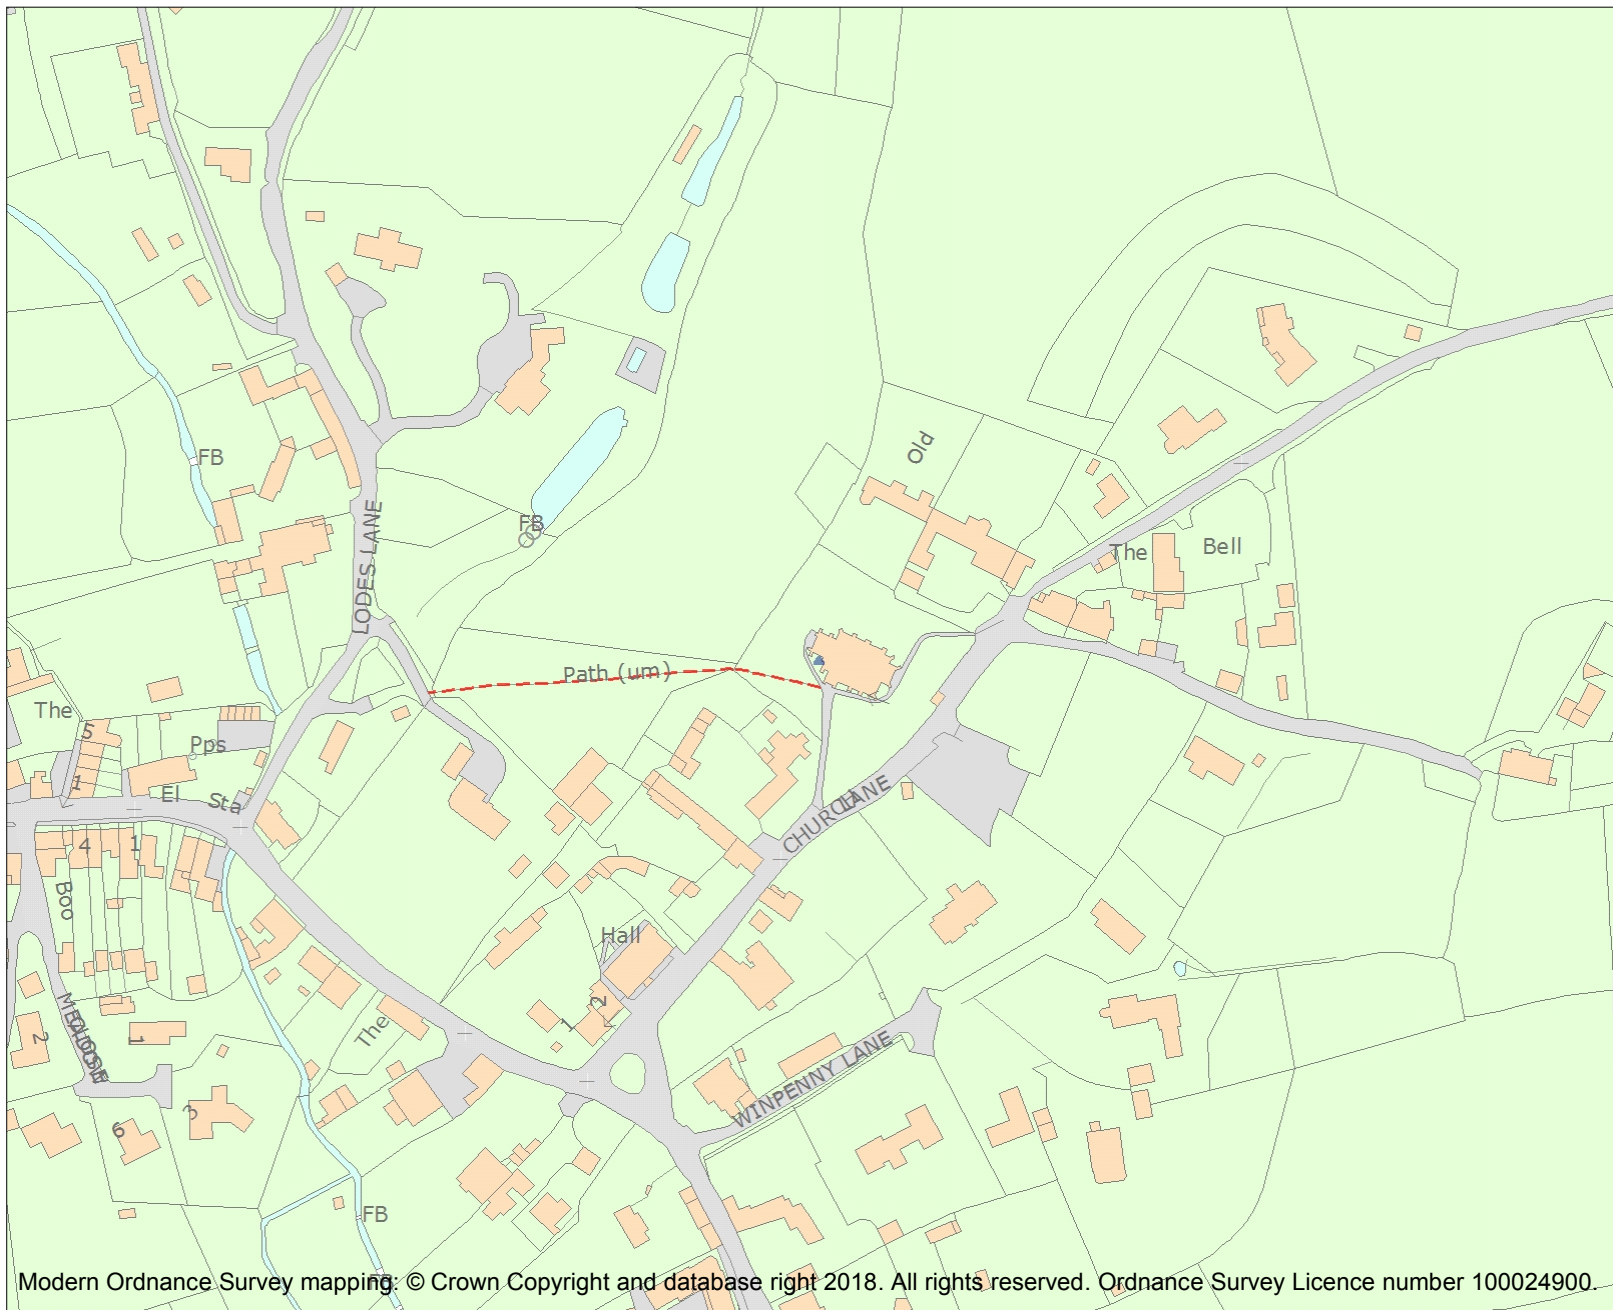 Old
FB
LODES LANE
FB
The
Bell
Path (um)
The
5
Pps
1
El
Sta
CHURCH LANE
4
1
Boo
Hall
2
1
The
2
1
WINPENNY LANE
3
6
FB
FB
Modern Ordnance Survey mapping: © Crown Copyright and database right 2018. All rights reserved. Ordnance Survey Licence number 100024900.